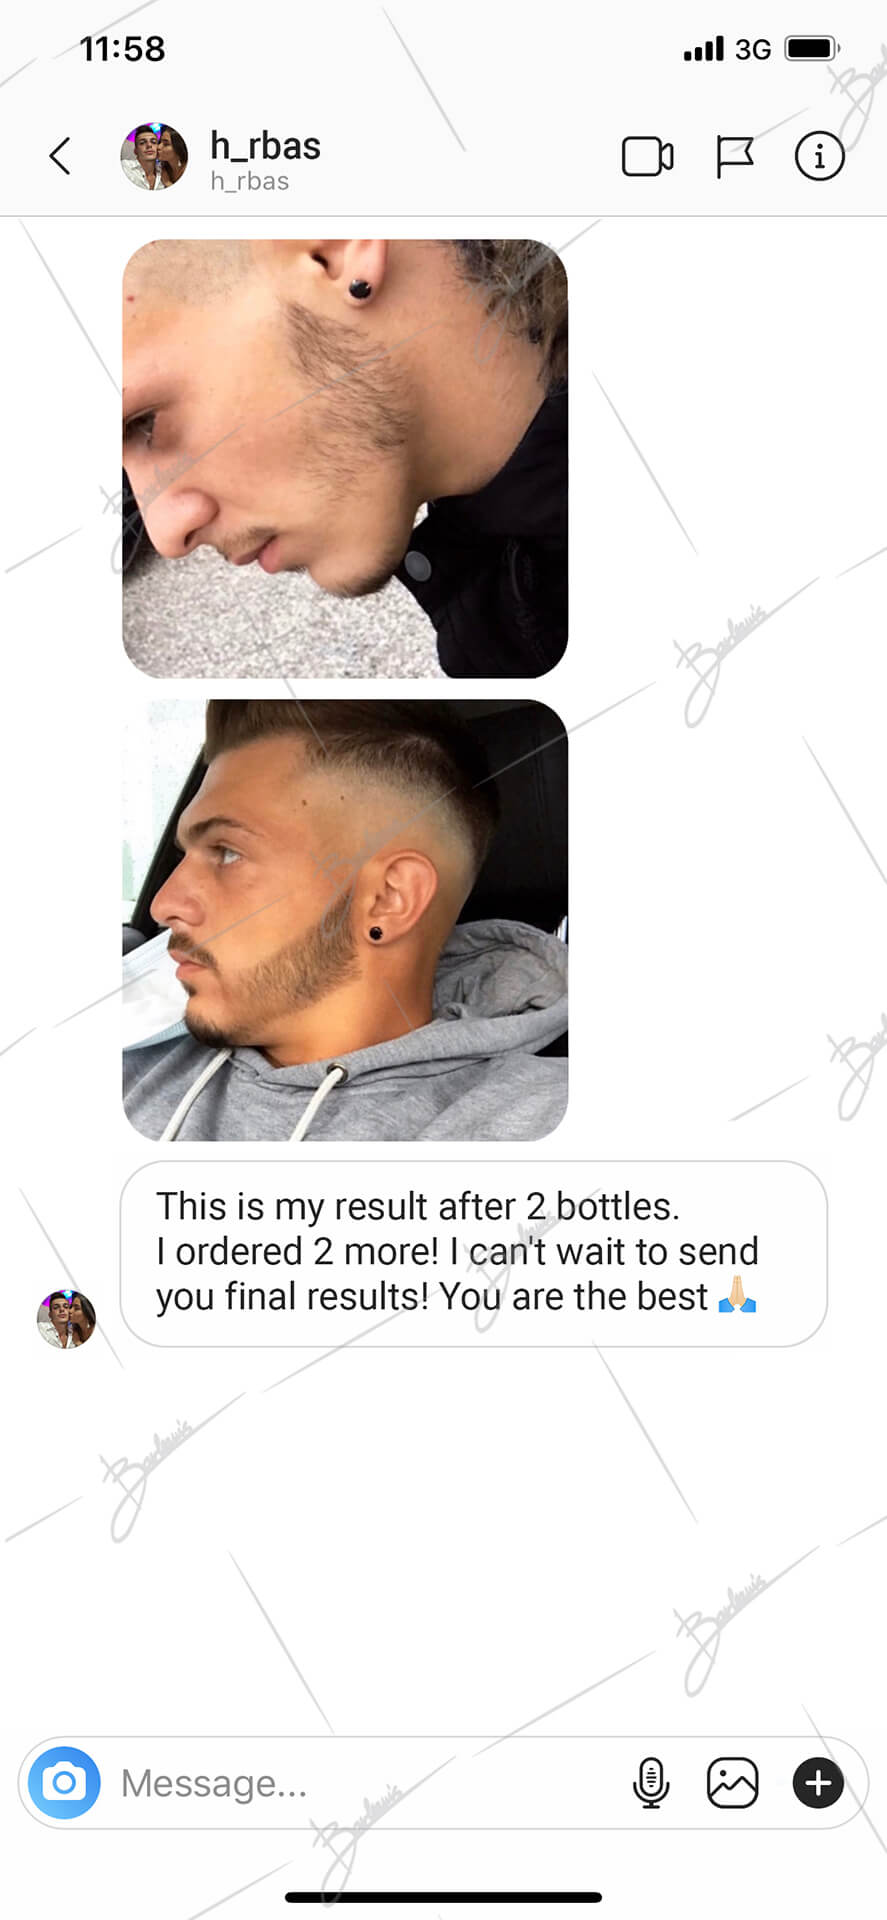 11:58
3G
h_rbas
h_rbas
This is my result after 2 bottles.
I ordered 2 more! I can't wait to send
you final results! You are the best 🙏🏼
Message...